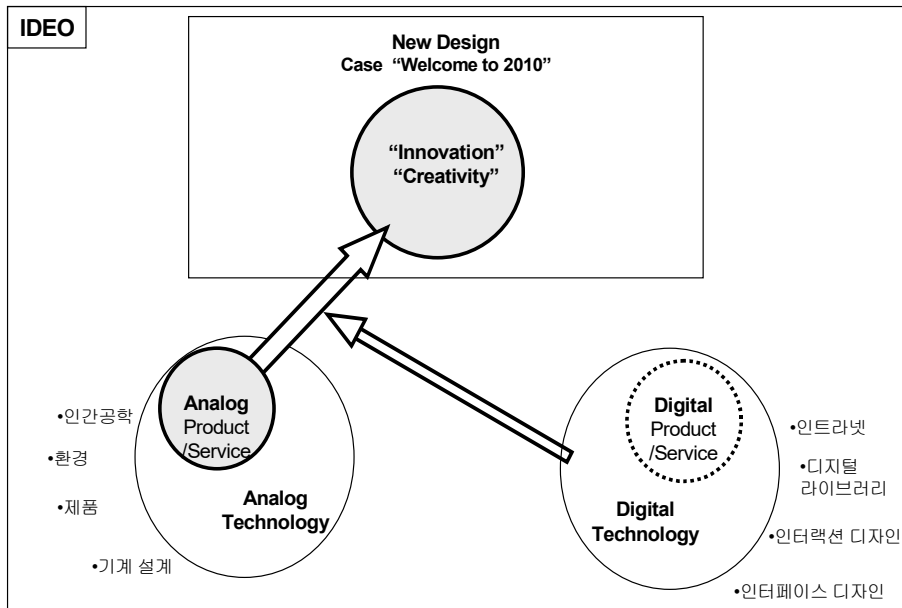 IDEO
New Design
Case “Welcome to 2010”
“Innovation”
“Creativity”
Analog
Product
/Service
Analog
Technology
•인간공학
•환경
•제품
•기계 설계
Digital
Product
/Service
Digital
Technology
•인트라넷
•디지털
라이브러리
•인터랙션 디자인
•인터페이스 디자인